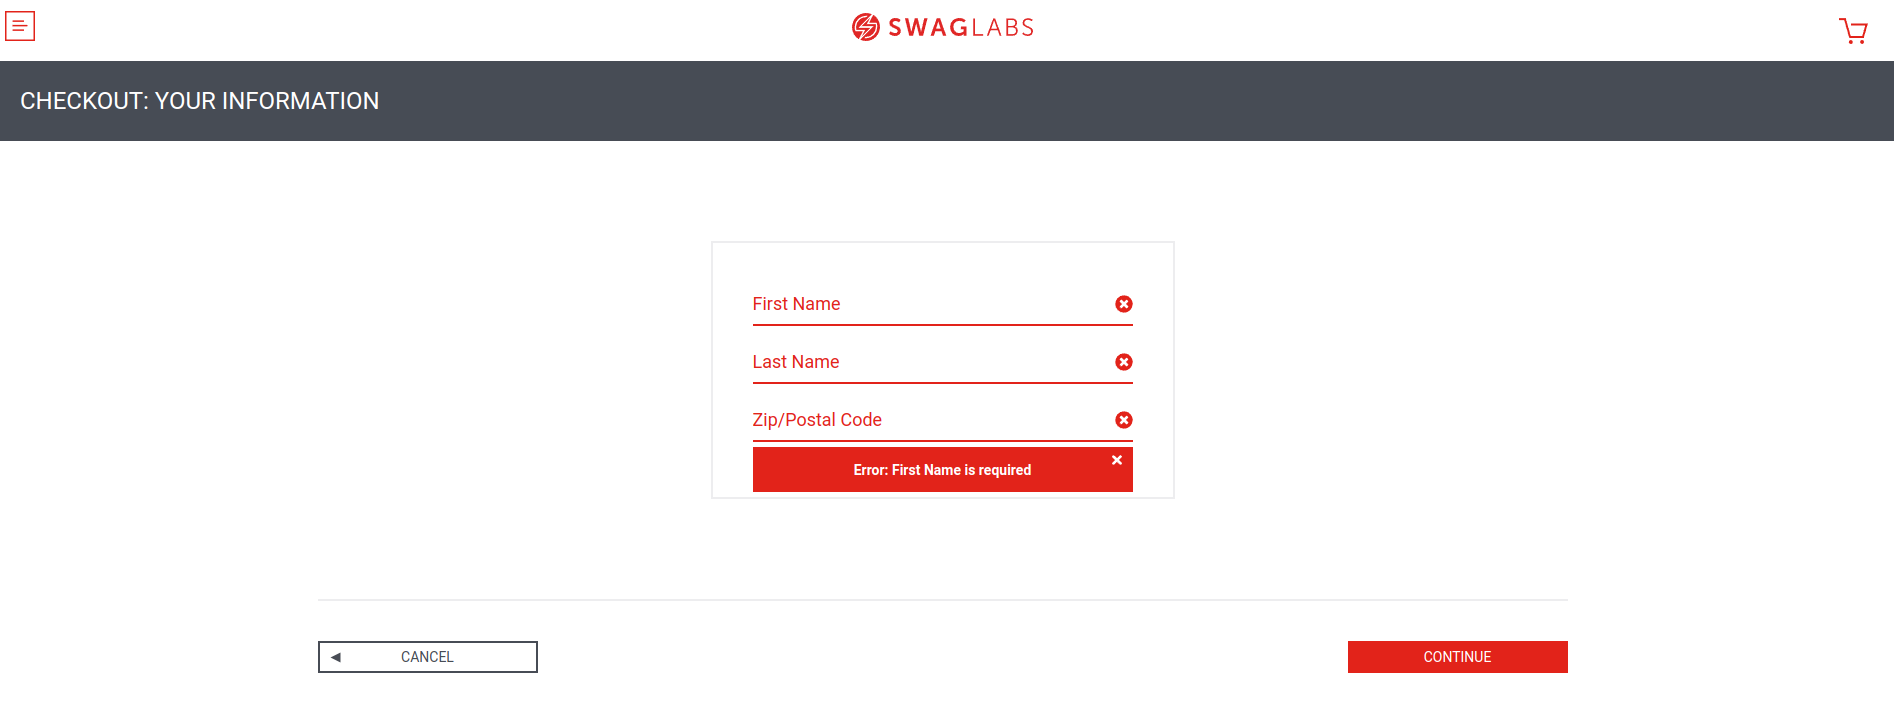 SWAGLABS
CHECKOUT: YOUR INFORMATION
First Name
Last Name
Zip/Postal Code
Error: First Name is required
CANCEL
CONTINUE